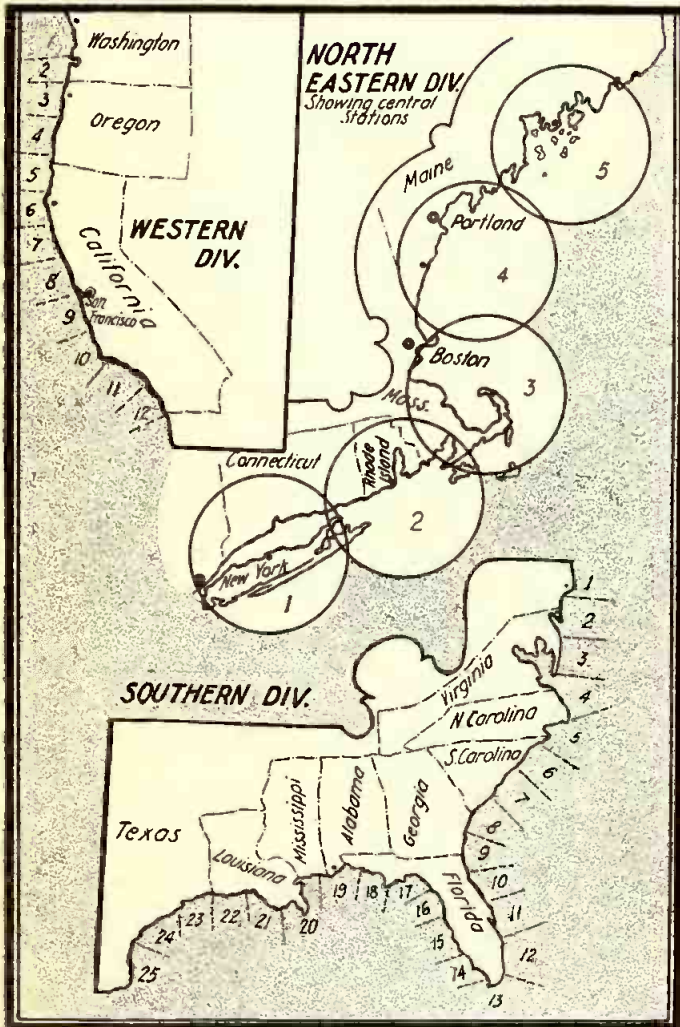 Washington
Oregon
California
San
Francisco
WESTERN
DIV.
1
2
3
4
5
6
7
8
9
10
11
12
NORTH
EASTERN DIV.
Showing central
Stations
Maine
Portland
Boston
Mass.
Rhode
Island
Connecticut
New York
5
4
3
2
1
SOUTHERN DIV.
Virginia
N Carolina
S. Carolina
Georgia
Alabama
Mississippi
Louisiana
Texas
Florida
1
2
3
4
5
6
7
8
9
10
11
12
13
14
15
16
17
18
19
20
21
22
23
24
25